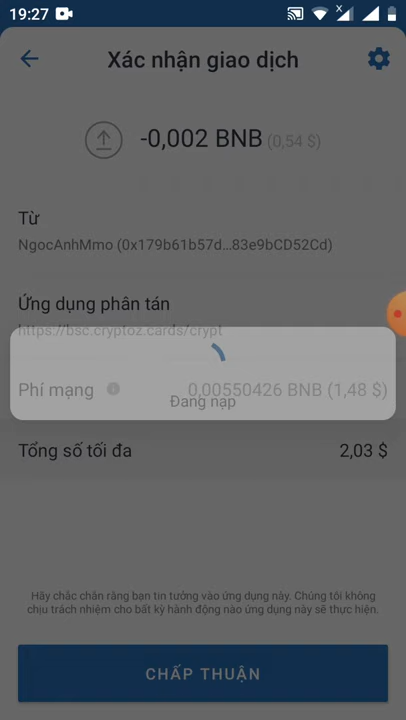 19:27
Xác nhận giao dịch
-0,002 BNB (0,54 $)
Từ
NgocAnhMmo (0x179b61b57d...83e9bCD52Cd)
Ứng dụng phân tán
https://bsc.cryptoz.cards/crypt
Phí mạng 0,00550426 BNB (1,48 $)
Đang nạp
Tổng số tối đa 2,03 $
Hãy chắc chắn rằng bạn tin tưởng vào ứng dụng này. Chúng tôi không
chịu trách nhiệm cho bất kỳ hành động nào ứng dụng này sẽ thực hiện.
CHẤP THUẬN